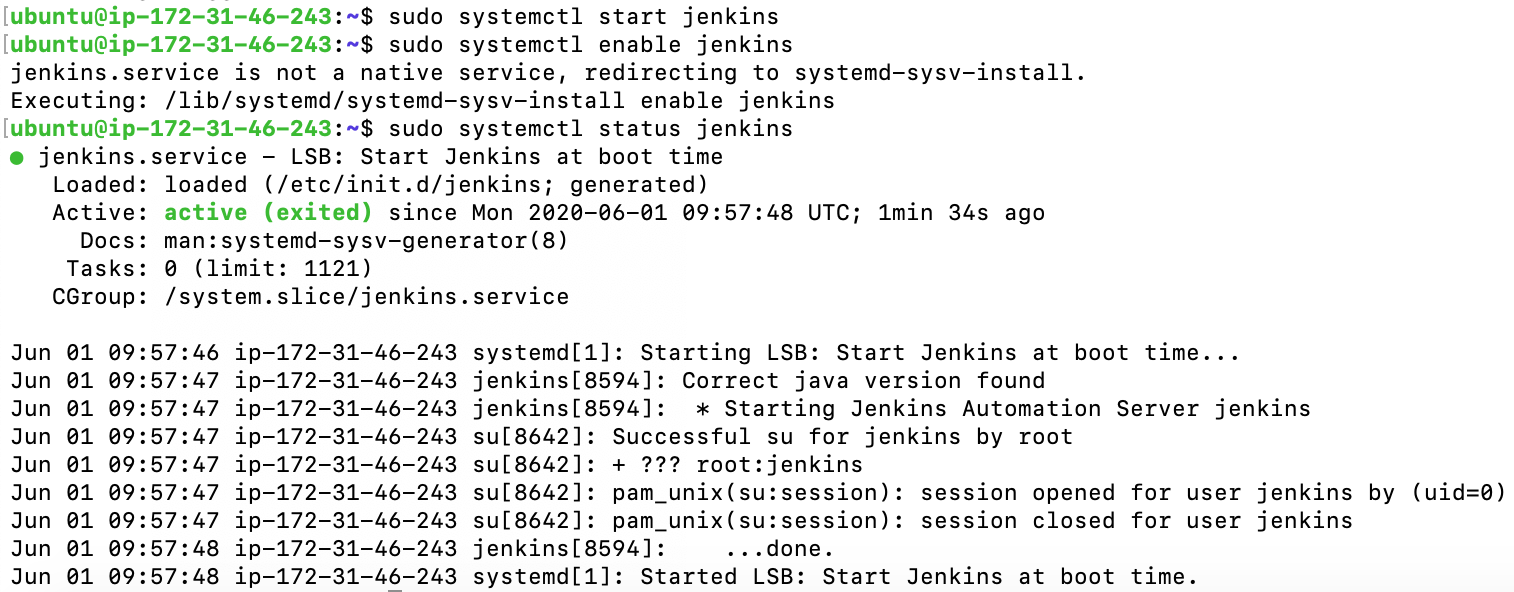 [ubuntu@ip-172-31-46-243:~$ sudo systemctl start jenkins
[ubuntu@ip-172-31-46-243:~$ sudo systemctl enable jenkins
jenkins.service is not a native service, redirecting to systemd-sysv-install.
Executing: /lib/systemd/systemd-sysv-install enable jenkins
[ubuntu@ip-172-31-46-243:~$ sudo systemctl status jenkins
● jenkins.service - LSB: Start Jenkins at boot time
   Loaded: loaded (/etc/init.d/jenkins; generated)
   Active: active (exited) since Mon 2020-06-01 09:57:48 UTC; 1min 34s ago
     Docs: man:systemd-sysv-generator(8)
    Tasks: 0 (limit: 1121)
   CGroup: /system.slice/jenkins.service

Jun 01 09:57:46 ip-172-31-46-243 systemd[1]: Starting LSB: Start Jenkins at boot time...
Jun 01 09:57:47 ip-172-31-46-243 jenkins[8594]: Correct java version found
Jun 01 09:57:47 ip-172-31-46-243 jenkins[8594]:  * Starting Jenkins Automation Server jenkins
Jun 01 09:57:47 ip-172-31-46-243 su[8642]: Successful su for jenkins by root
Jun 01 09:57:47 ip-172-31-46-243 su[8642]: + ??? root:jenkins
Jun 01 09:57:47 ip-172-31-46-243 su[8642]: pam_unix(su:session): session opened for user jenkins by (uid=0)
Jun 01 09:57:47 ip-172-31-46-243 su[8642]: pam_unix(su:session): session closed for user jenkins
Jun 01 09:57:48 ip-172-31-46-243 jenkins[8594]:    ...done.
Jun 01 09:57:48 ip-172-31-46-243 systemd[1]: Started LSB: Start Jenkins at boot time.